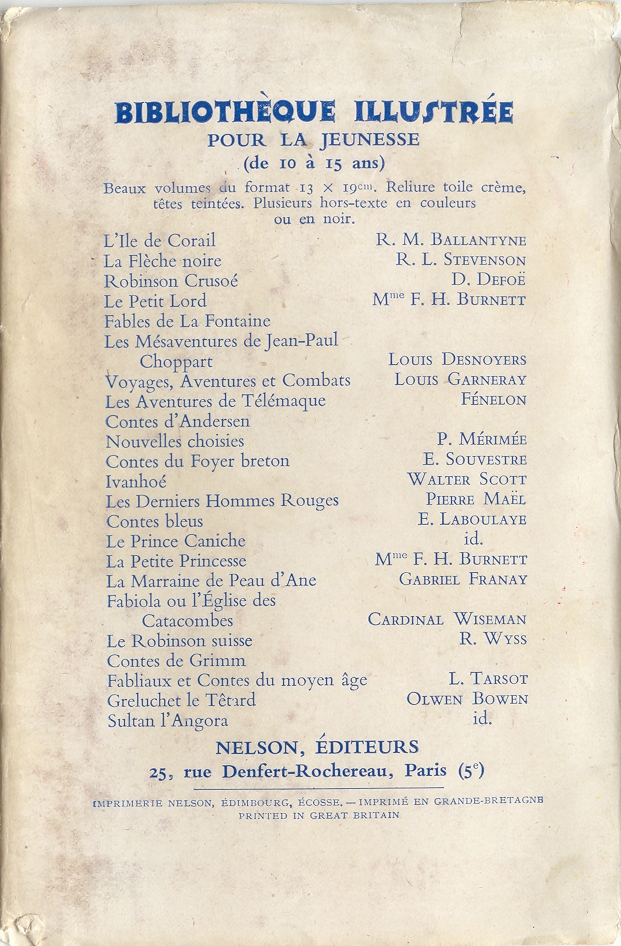 BIBLIOTHÈQUE ILLUSTRÉE
POUR LA JEUNESSE
(de 10 à 15 ans)
Beaux volumes du format 13 × 19cm. Reliure toile crème,
têtes teintées. Plusieurs hors-texte en couleurs
ou en noir.
L'Ile de Corail R. M. BALLANTYNE
La Flèche noire R. L. STEVENSON
Robinson Crusoé D. DEFOË
Le Petit Lord Mme F. H. BURNETT
Fables de La Fontaine
Les Mésaventures de Jean-Paul
Choppart LOUIS DESNOYERS
Voyages, Aventures et Combats LOUIS GARNERAY
Les Aventures de Télémaque FÉNELON
Contes d'Andersen
Nouvelles choisies P. MÉRIMÉE
Contes du Foyer breton E. SOUVESTRE
Ivanhoé WALTER SCOTT
Les Derniers Hommes Rouges PIERRE MAËL
Contes bleus E. LABOULAYE
Le Prince Caniche id.
La Petite Princesse Mme F. H. BURNETT
La Marraine de Peau d'Ane GABRIEL FRANAY
Fabiola ou l'Église des
Catacombes CARDINAL WISEMAN
Le Robinson suisse R. WYSS
Contes de Grimm
Fabliaux et Contes du moyen âge L. TARSOT
Greluchet le Têtard OLWEN BOWEN
Sultan l'Angora id.
NELSON, ÉDITEURS
25, rue Denfert-Rochereau, Paris (5e)
IMPRIMERIE NELSON, ÉDIMBOURG, ÉCOSSE. — IMPRIMÉ EN GRANDE-BRETAGNE
PRINTED IN GREAT BRITAIN